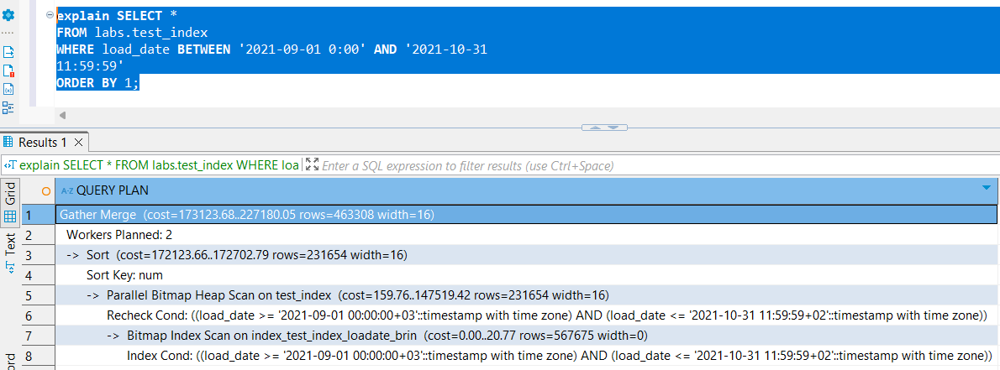 explain SELECT *
FROM labs.test_index
WHERE load_date BETWEEN '2021-09-01 0:00' AND '2021-10-31
11:59:59'
ORDER BY 1;
Results 1
explain SELECT * FROM labs.test_index WHERE loa
Enter a SQL expression to filter results (use Ctrl+Space)
Grid
Text
A-Z QUERY PLAN
1 Gather Merge (cost=173123.68..227180.05 rows=463308 width=16)
2 Workers Planned: 2
3 -> Sort (cost=172123.66..172702.79 rows=231654 width=16)
4 Sort Key: num
5 -> Parallel Bitmap Heap Scan on test_index (cost=159.76..147519.42 rows=231654 width=16)
6 Recheck Cond: ((load_date >= '2021-09-01 00:00:00+03'::timestamp with time zone) AND (load_date <= '2021-10-31 11:59:59+02'::timestamp with time zone))
7 -> Bitmap Index Scan on index_test_index_loadate_brin (cost=0.00..20.77 rows=567675 width=0)
8 Index Cond: ((load_date >= '2021-09-01 00:00:00+03'::timestamp with time zone) AND (load_date <= '2021-10-31 11:59:59+02'::timestamp with time zone))